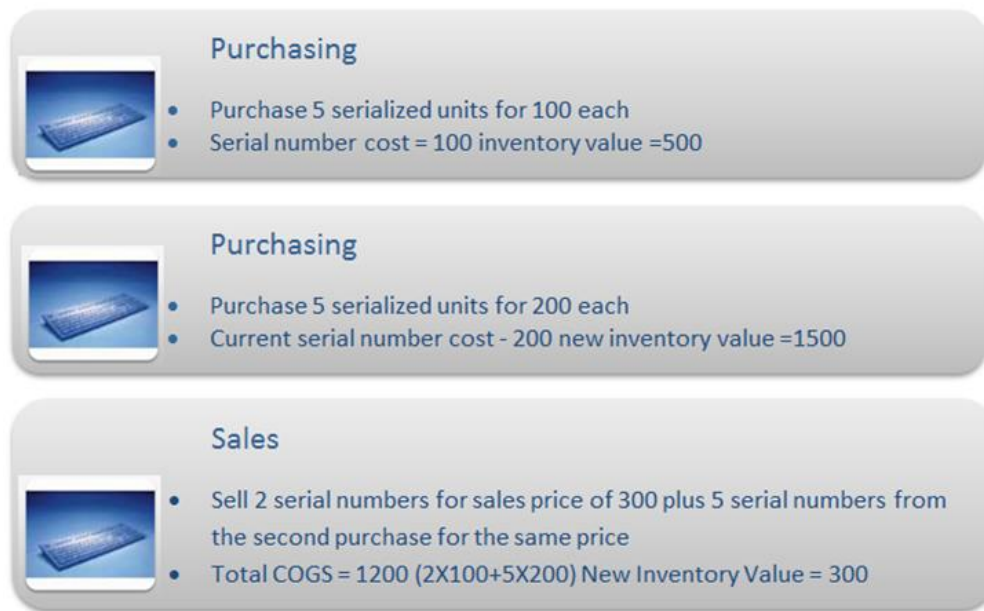 Purchasing
• Purchase 5 serialized units for 100 each
• Serial number cost = 100 inventory value =500
Purchasing
• Purchase 5 serialized units for 200 each
• Current serial number cost - 200 new inventory value =1500
Sales
• Sell 2 serial numbers for sales price of 300 plus 5 serial numbers from
the second purchase for the same price
• Total COGS = 1200 (2X100+5X200) New Inventory Value = 300